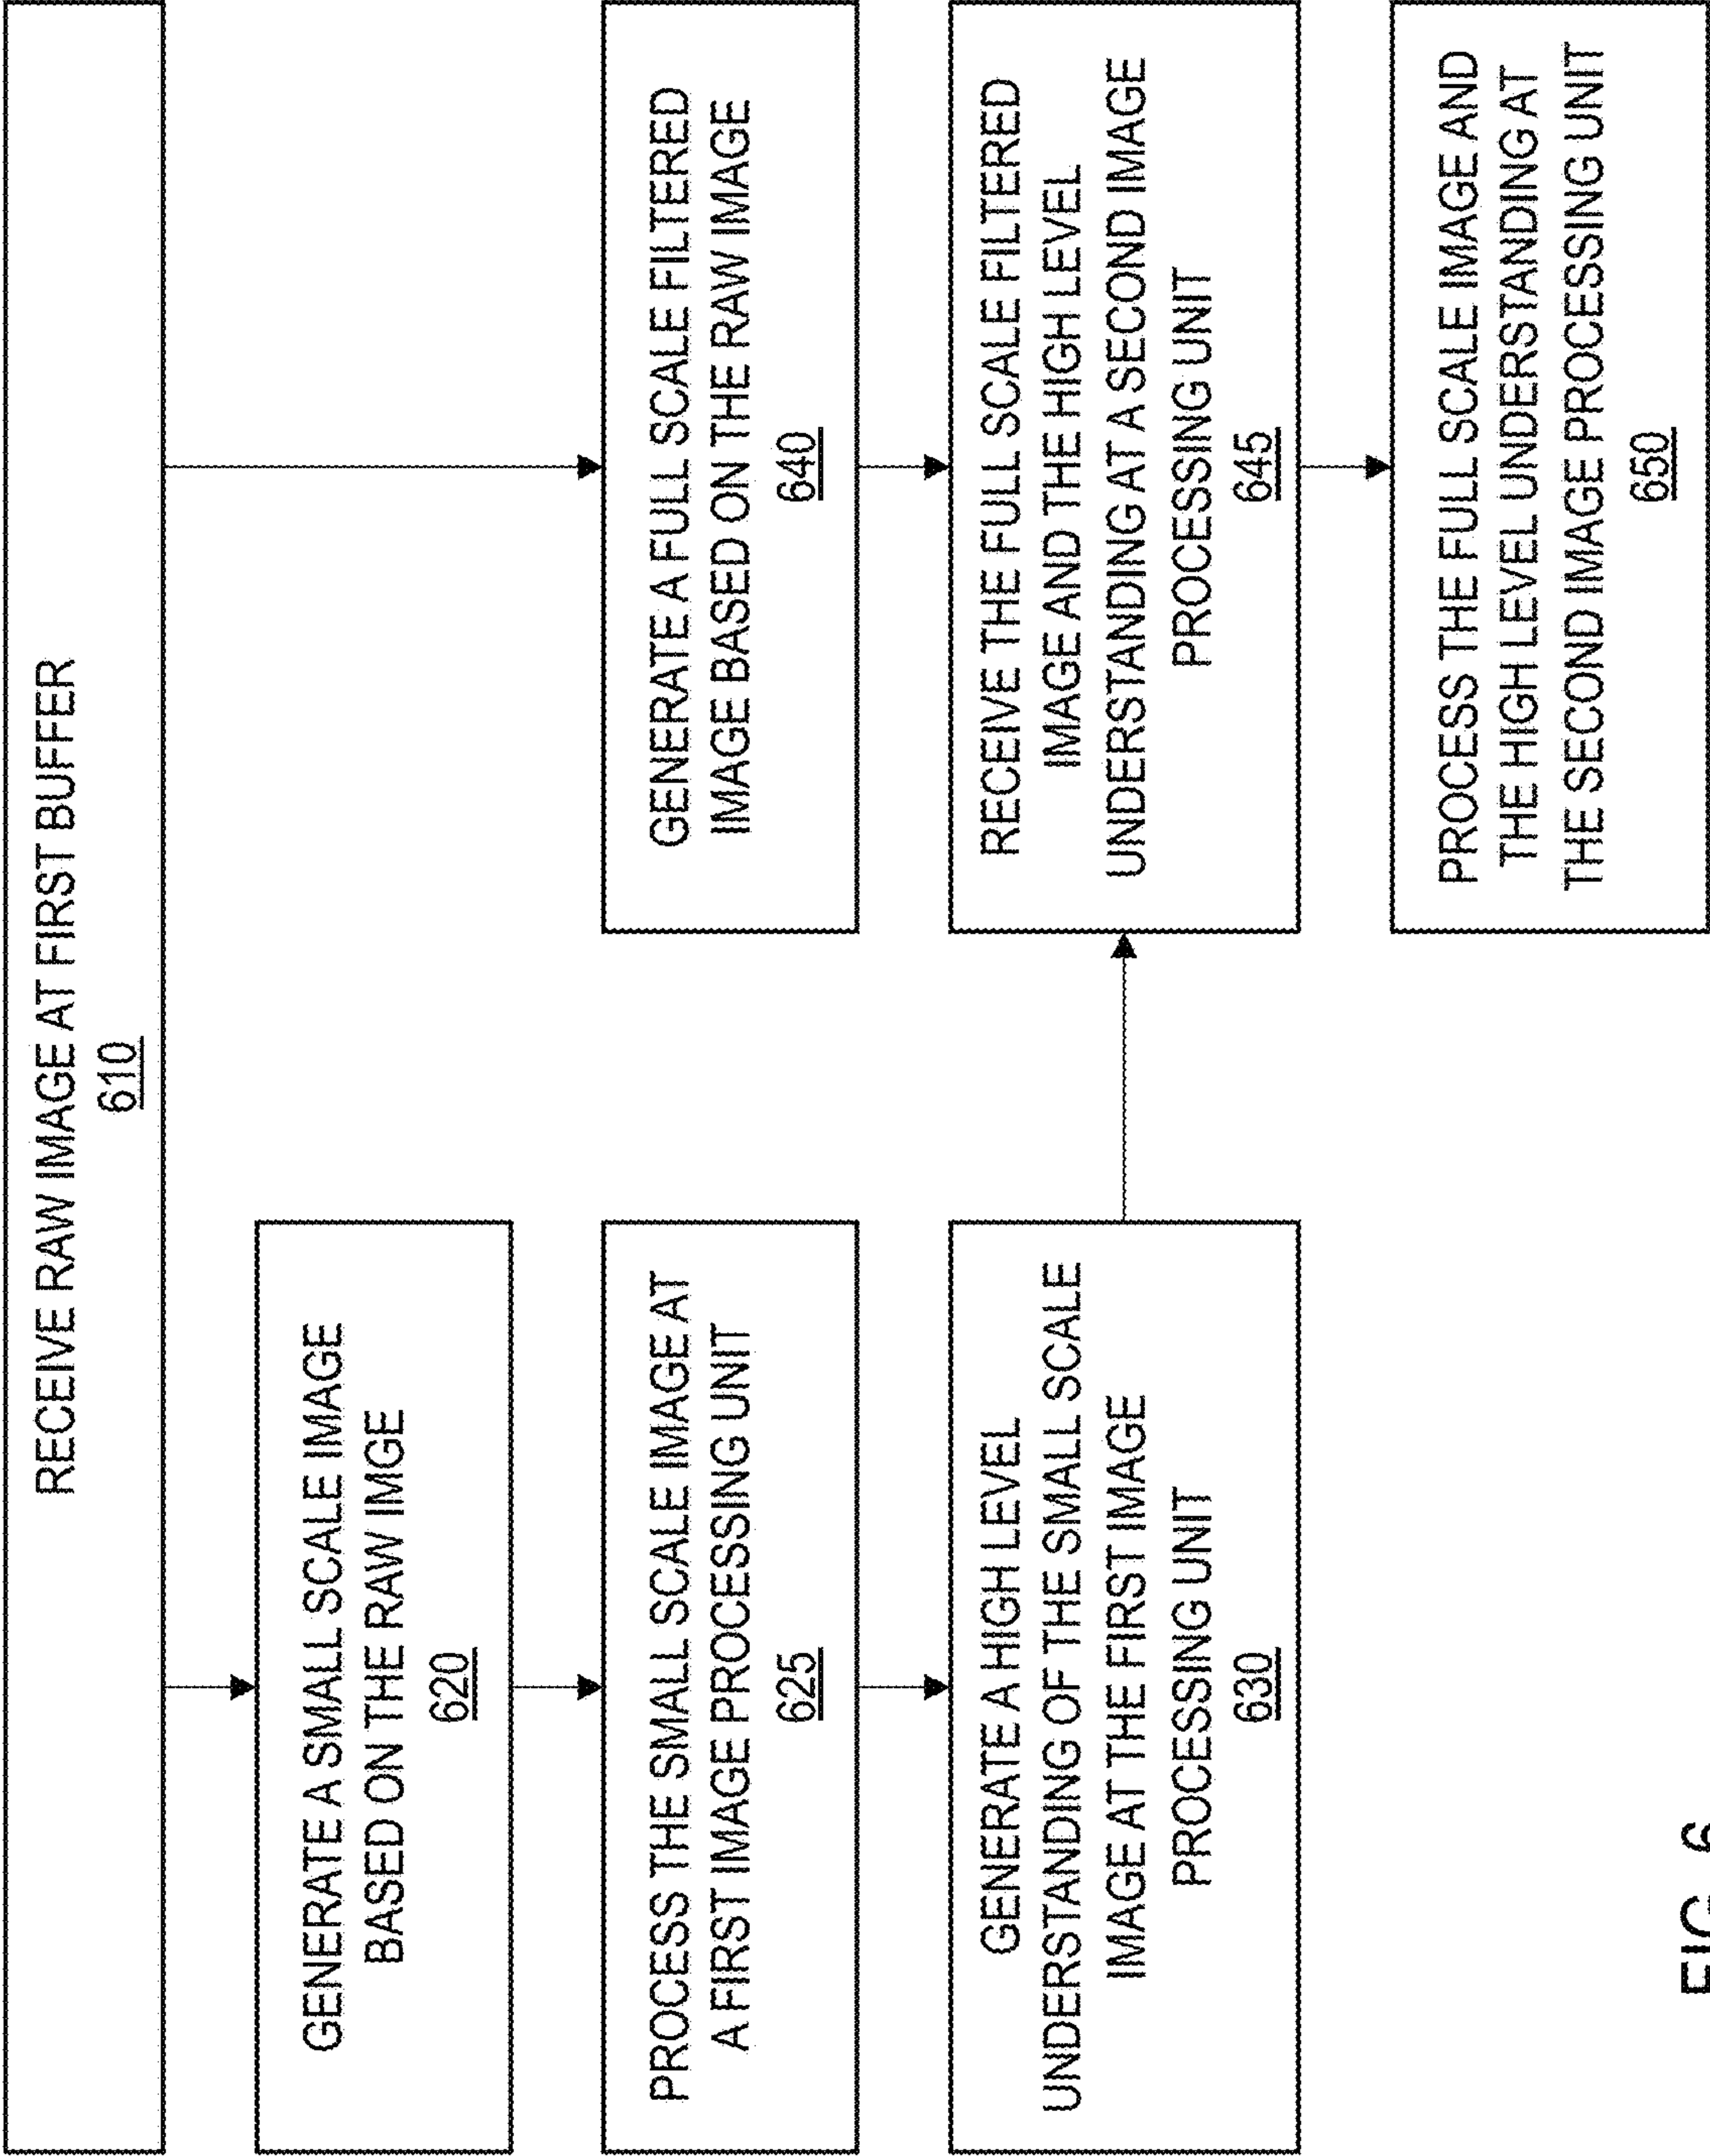 RECEIVE RAW IMAGE AT FIRST BUFFER
610
GENERATE A SMALL SCALE IMAGE
BASED ON THE RAW IMGE
620
PROCESS THE SMALL SCALE IMAGE AT
A FIRST IMAGE PROCESSING UNIT
625
GENERATE A HIGH LEVEL
UNDERSTANDING OF THE SMALL SCALE
IMAGE AT THE FIRST IMAGE
PROCESSING UNIT
630
GENERATE A FULL SCALE FILTERED
IMAGE BASED ON THE RAW IMAGE
640
RECEIVE THE FULL SCALE FILTERED
IMAGE AND THE HIGH LEVEL
UNDERSTANDING AT A SECOND IMAGE
PROCESSING UNIT
645
PROCESS THE FULL SCALE IMAGE AND
THE HIGH LEVEL UNDERSTANDING AT
THE SECOND IMAGE PROCESSING UNIT
650
FIG. 6